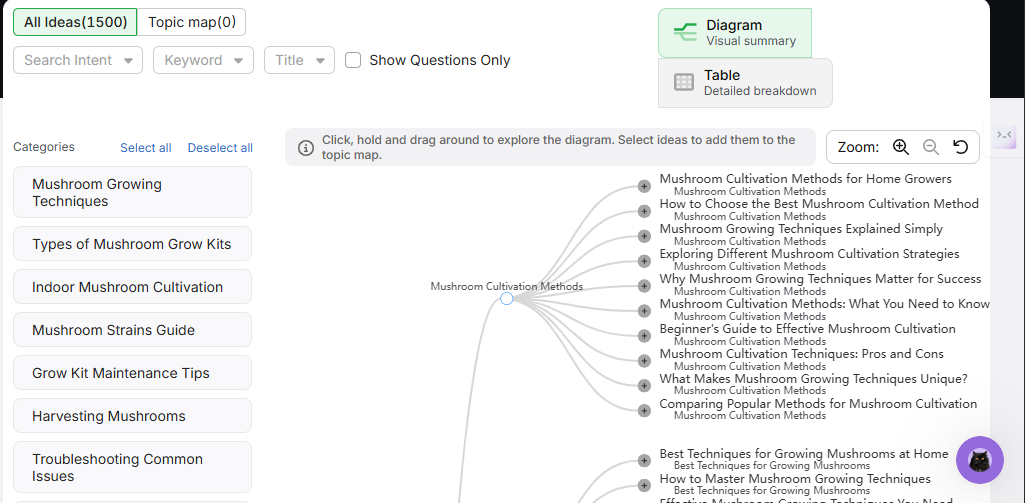 All Ideas(1500)
Topic map(0)
Diagram
Visual summary
Search Intent
Keyword
Title
Show Questions Only
Table
Detailed breakdown
Categories
Select all
Deselect all
Click, hold and drag around to explore the diagram. Select ideas to add them to the
topic map.
Zoom:
Mushroom Growing
Techniques
Types of Mushroom Grow Kits
Indoor Mushroom Cultivation
Mushroom Strains Guide
Grow Kit Maintenance Tips
Harvesting Mushrooms
Troubleshooting Common
Issues
Mushroom Cultivation Methods
Mushroom Cultivation Methods for Home Growers
Mushroom Cultivation Methods
How to Choose the Best Mushroom Cultivation Method
Mushroom Cultivation Methods
Mushroom Growing Techniques Explained Simply
Mushroom Cultivation Methods
Exploring Different Mushroom Cultivation Strategies
Mushroom Cultivation Methods
Why Mushroom Growing Techniques Matter for Success
Mushroom Cultivation Methods
Mushroom Cultivation Methods: What You Need to Know
Mushroom Cultivation Methods
Beginner's Guide to Effective Mushroom Cultivation
Mushroom Cultivation Methods
Mushroom Cultivation Techniques: Pros and Cons
Mushroom Cultivation Methods
What Makes Mushroom Growing Techniques Unique?
Mushroom Cultivation Methods
Comparing Popular Methods for Mushroom Cultivation
Mushroom Cultivation Methods
Best Techniques for Growing Mushrooms at Home
Best Techniques for Growing Mushrooms
How to Master Mushroom Growing Techniques
Best Techniques for Growing Mushrooms
Effective Mushroom Growing Techniques You Need